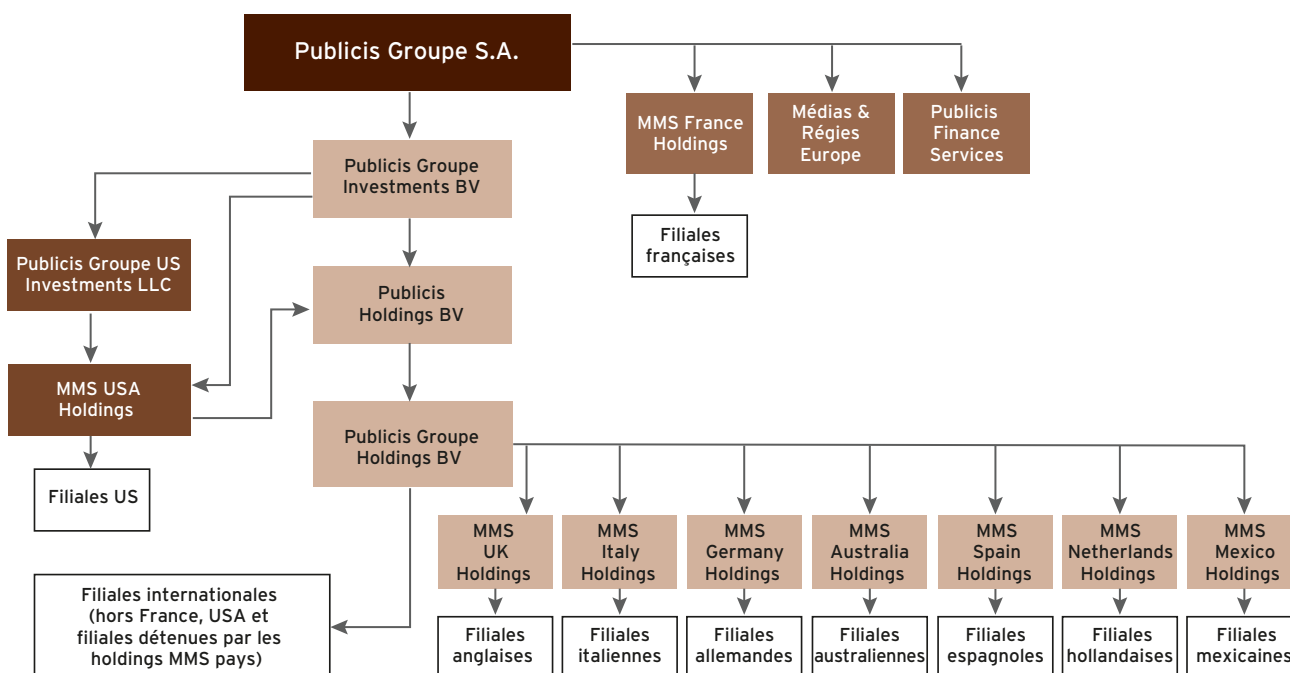 Publicis Groupe S.A.
MMS France
Holdings
Médias &
Régies
Europe
Publicis
Finance
Services
Publicis Groupe
Investments BV
Filiales
françaises
Publicis Groupe US
Investments LLC
Publicis
Holdings BV
MMS USA
Holdings
Publicis Groupe
Holdings BV
Filiales US
MMS
UK
Holdings
MMS
Italy
Holdings
MMS
Germany
Holdings
MMS
Australia
Holdings
MMS
Spain
Holdings
MMS
Netherlands
Holdings
MMS
Mexico
Holdings
Filiales internationales
(hors France, USA et
filiales détenues par les
holdings MMS pays)
Filiales
anglaises
Filiales
italiennes
Filiales
allemandes
Filiales
australiennes
Filiales
espagnoles
Filiales
hollandaises
Filiales
mexicaines